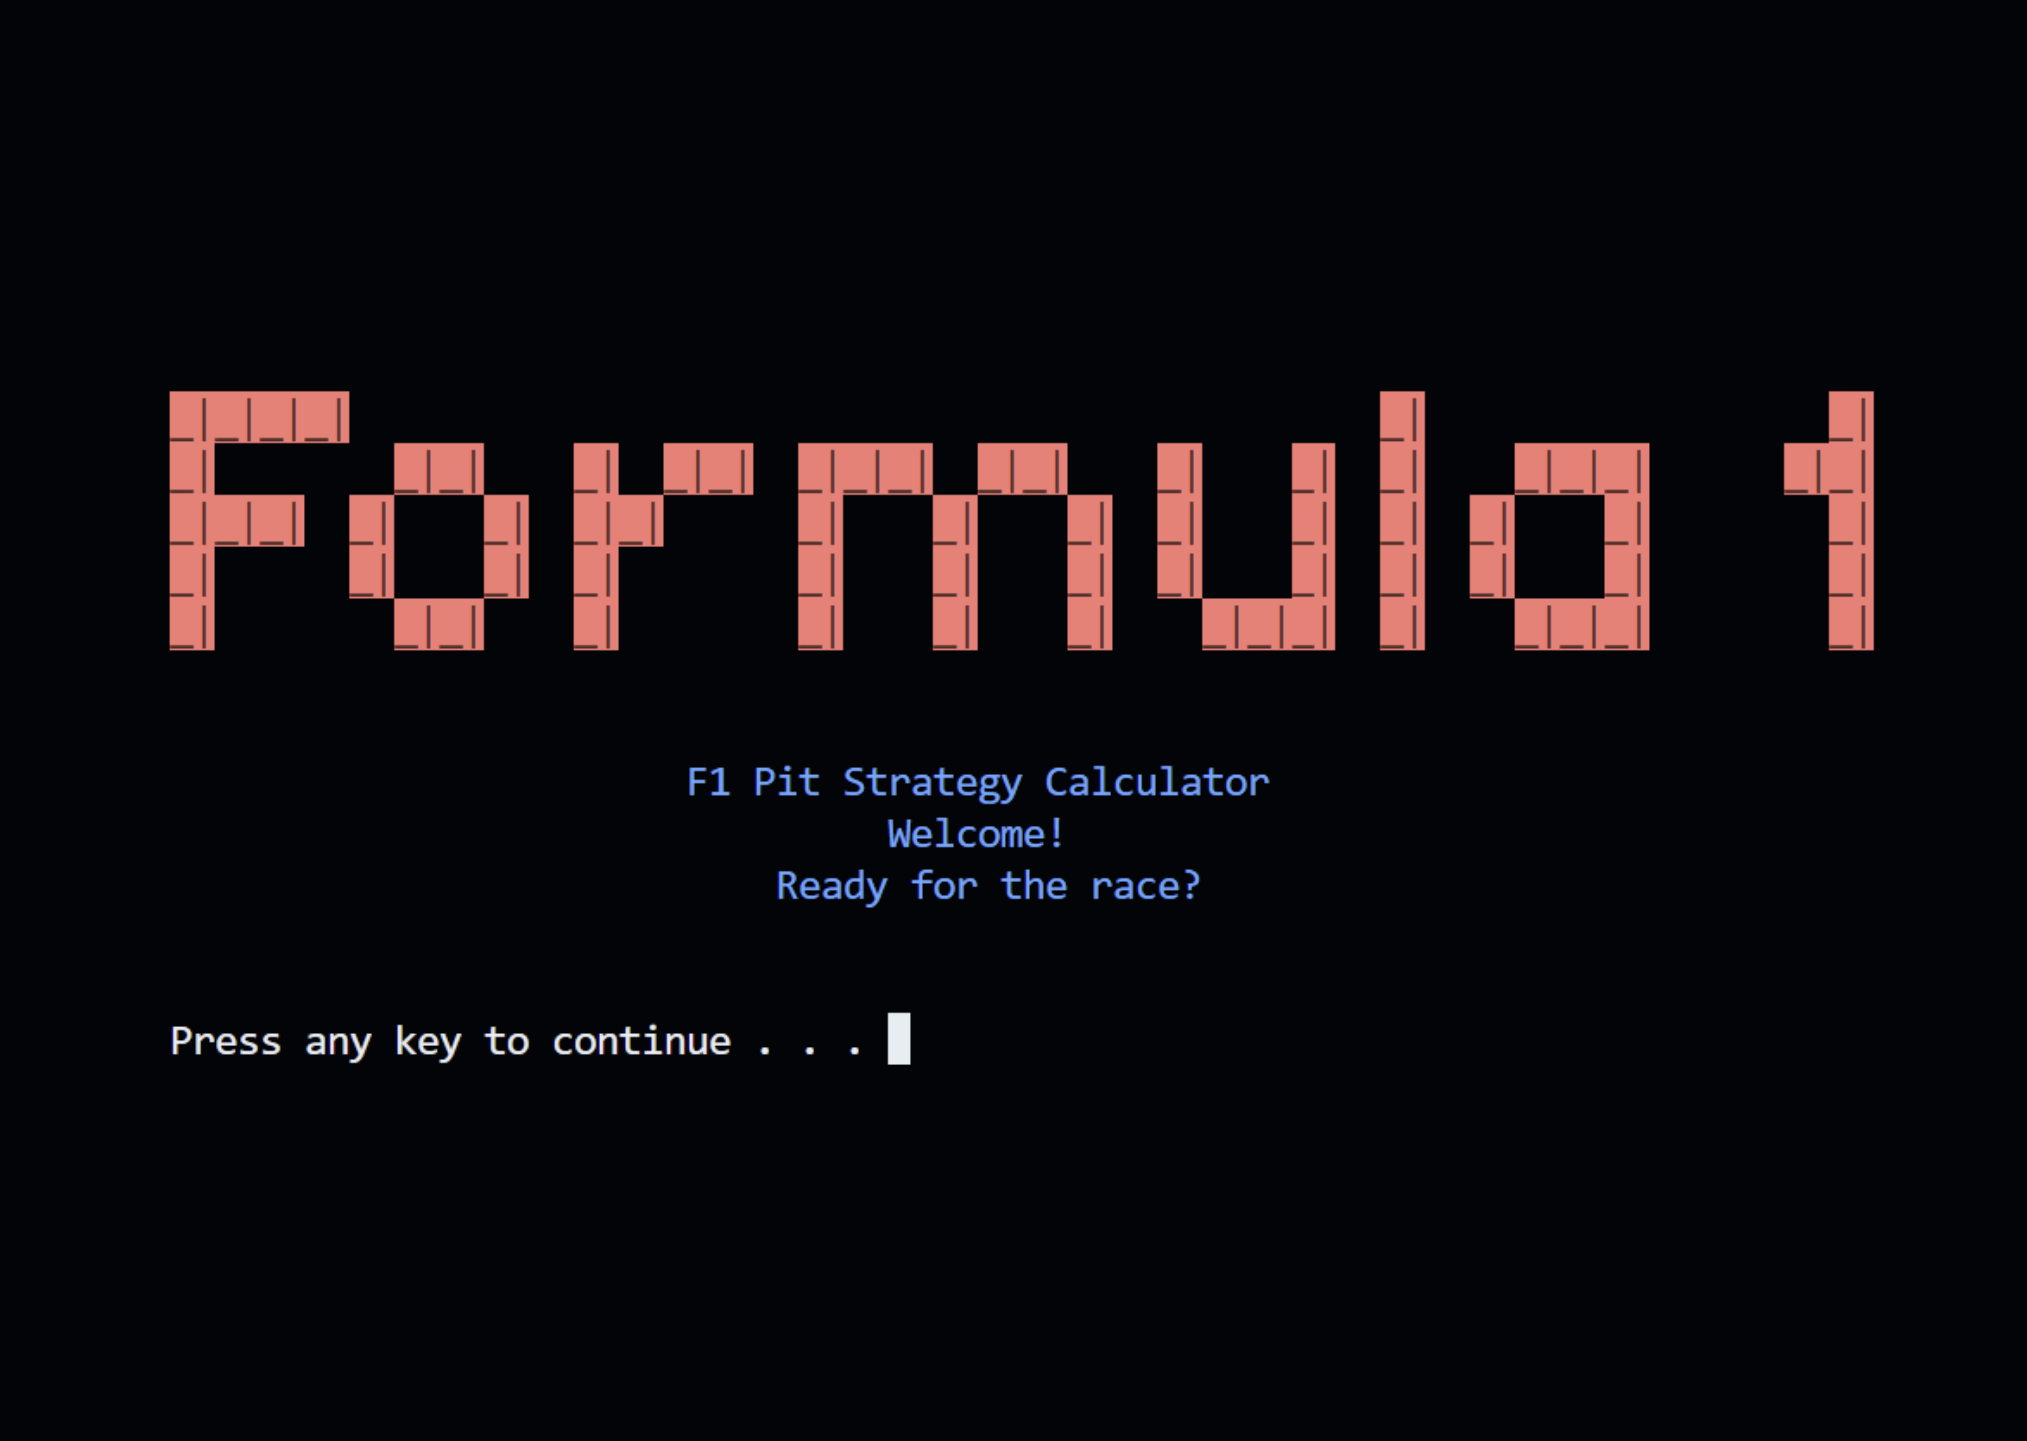 Formula 1
F1 Pit Strategy Calculator
Welcome!
Ready for the race?
Press any key to continue . . .